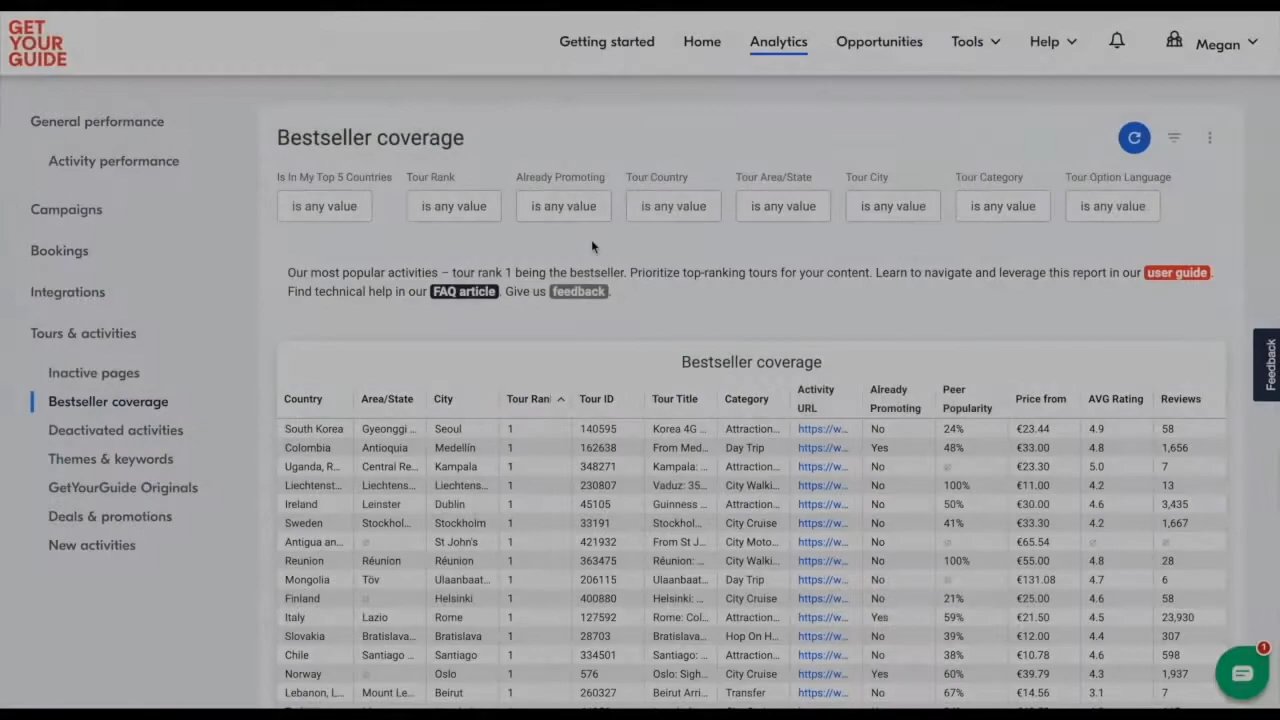 GET
YOUR
GUIDE
Getting started Home Analytics Opportunities Tools Help Megan
General performance
Activity performance
Campaigns
Bookings
Integrations
Tours & activities
Inactive pages
Bestseller coverage
Deactivated activities
Themes & keywords
GetYourGuide Originals
Deals & promotions
New activities
Bestseller coverage
Is In My Top 5 Countries Tour Rank Already Promoting Tour Country Tour Area/State Tour City Tour Category Tour Option Language
is any value is any value is any value is any value is any value is any value is any value is any value
Our most popular activities – tour rank 1 being the bestseller. Prioritize top-ranking tours for your content. Learn to navigate and leverage this report in our user guide.
Find technical help in our FAQ article. Give us feedback.
Bestseller coverage
Country Area/State City Tour Ran Tour ID Tour Title Category Activity URL Already Promoting Peer Popularity Price from AVG Rating Reviews
South Korea Gyeonggi ... Seoul 1 140595 Korea 4G ... Attraction... https://w... No 24% €23.44 4.9 58
Colombia Antioquia Medellín 1 162638 From Med... Day Trip https://w... Yes 48% €33.00 4.8 1,656
Uganda, R... Central Re... Kampala 1 348271 Kampala: ... Attraction... https://w... No €23.30 5.0 7
Liechtenst... Liechtens... Liechtens... 1 230807 Vaduz: 35... City Walki... https://w... No 100% €11.00 4.2 13
Ireland Leinster Dublin 1 45105 Guinness ... Attraction... https://w... No 50% €30.00 4.6 3,435
Sweden Stockhol... Stockholm 1 33191 Stockhol... City Cruise https://w... No 41% €33.30 4.2 1,667
Antigua an... St John's 1 421932 From St J... City Moto... https://w... No €65.54
Reunion Réunion Réunion 1 363475 Réunion: ... City Walki... https://w... No 100% €55.00 4.8 28
Mongolia Töv Ulaanbaat... 1 206115 Ulaanbaat... Day Trip https://w... No €131.08 4.7 6
Finland Helsinki 1 400880 Helsinki: ... City Cruise https://w... No 21% €25.00 4.6 58
Italy Lazio Rome 1 127592 Rome: Col... Attraction... https://w... Yes 59% €21.50 4.5 23,930
Slovakia Bratislava... Bratislava 1 28703 Bratislava... Hop On H... https://w... No 39% €12.00 4.4 307
Chile Santiago ... Santiago 1 334501 Santiago: ... Attraction... https://w... No 38% €10.78 4.6 598
Norway Oslo 1 576 Oslo: Sigh... City Cruise https://w... Yes 60% €39.79 4.3 1,937
Lebanon, L... Mount Le... Beirut 1 260327 Beirut Arri... Transfer https://w... No 67% €14.56 3.1 7
Feedback
1